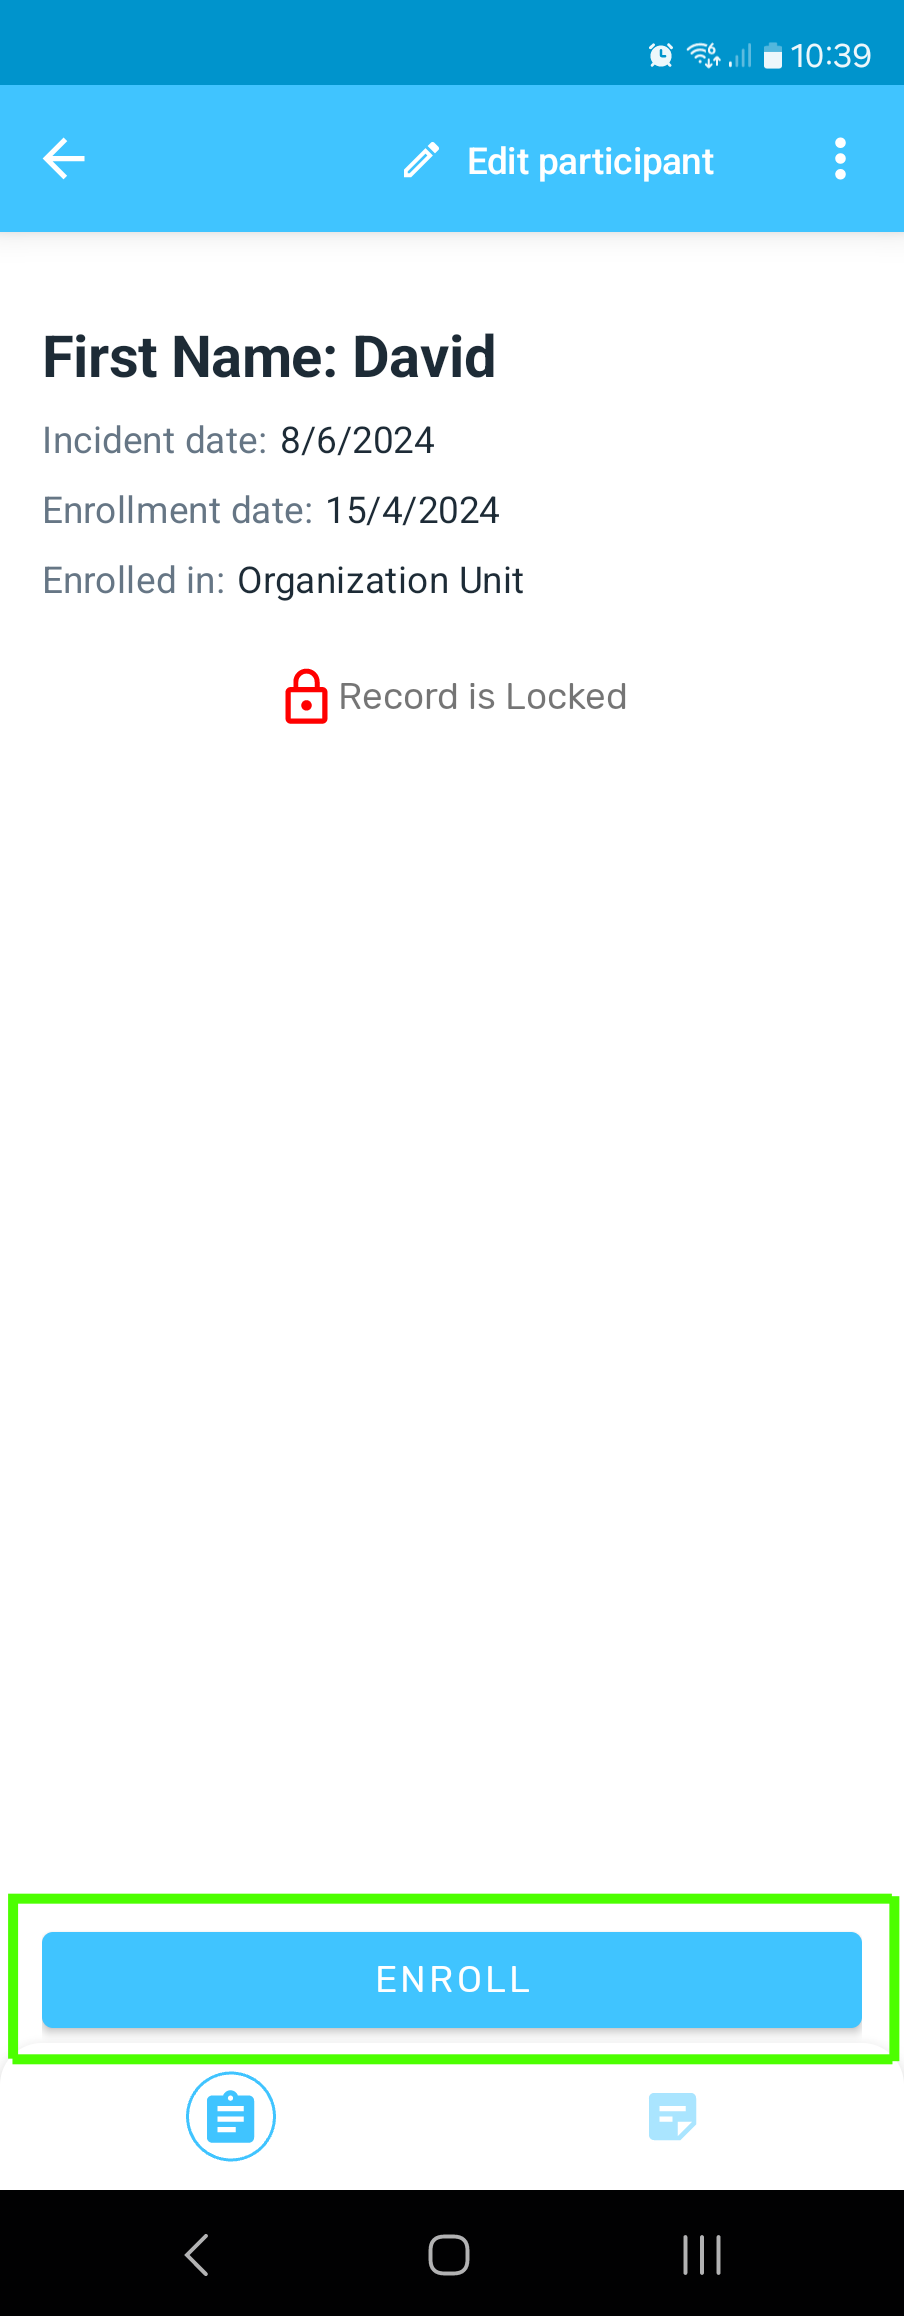 10:39
Edit participant
First Name: David
Incident date: 8/6/2024
Enrollment date: 15/4/2024
Enrolled in: Organization Unit
Record is Locked
ENROLL